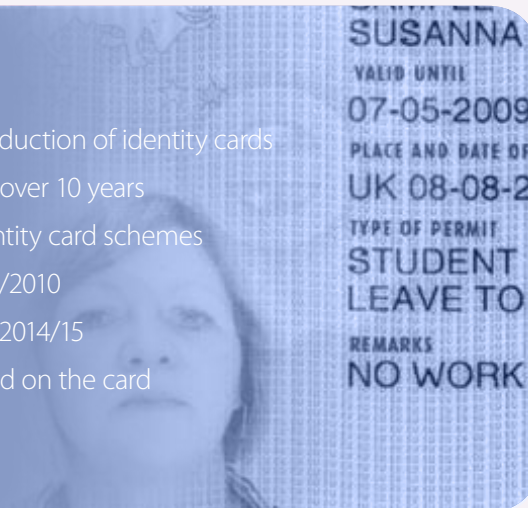 duction of identity cards
over 10 years
ntity card schemes
/2010
2014/15
d on the card
SUSANNA
VALID UNTIL
07-05-2009
PLACE AND DATE OF
UK 08-08-2
TYPE OF PERMIT
STUDENT
LEAVE TO
REMARKS
NO WORK